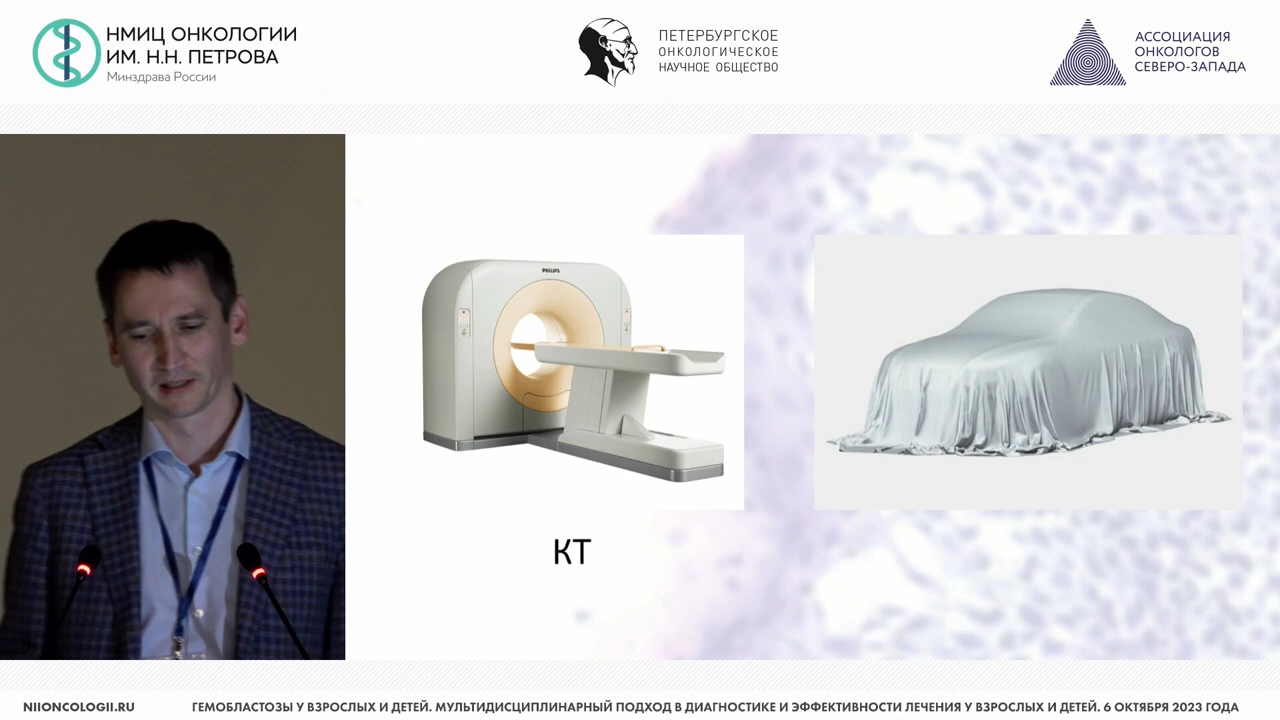 НМИЦ ОНКОЛОГИИ
ИМ. Н.Н. ПЕТРОВА
Минздрава России
ПЕТЕРБУРГСКОЕ
ОНКОЛОГИЧЕСКОЕ
НАУЧНОЕ ОБЩЕСТВО
АССОЦИАЦИЯ
ОНКОЛОГОВ
СЕВЕРО-ЗАПАДА
PHILIPS
КТ
NIIONCOLOGII.RU
ГЕМОБЛАСТОЗЫ У ВЗРОСЛЫХ И ДЕТЕЙ. МУЛЬТИДИСЦИПЛИНАРНЫЙ ПОДХОД В ДИАГНОСТИКЕ И ЭФФЕКТИВНОСТИ ЛЕЧЕНИЯ У ВЗРОСЛЫХ И ДЕТЕЙ. 6 ОКТЯБРЯ 2023 ГОДА